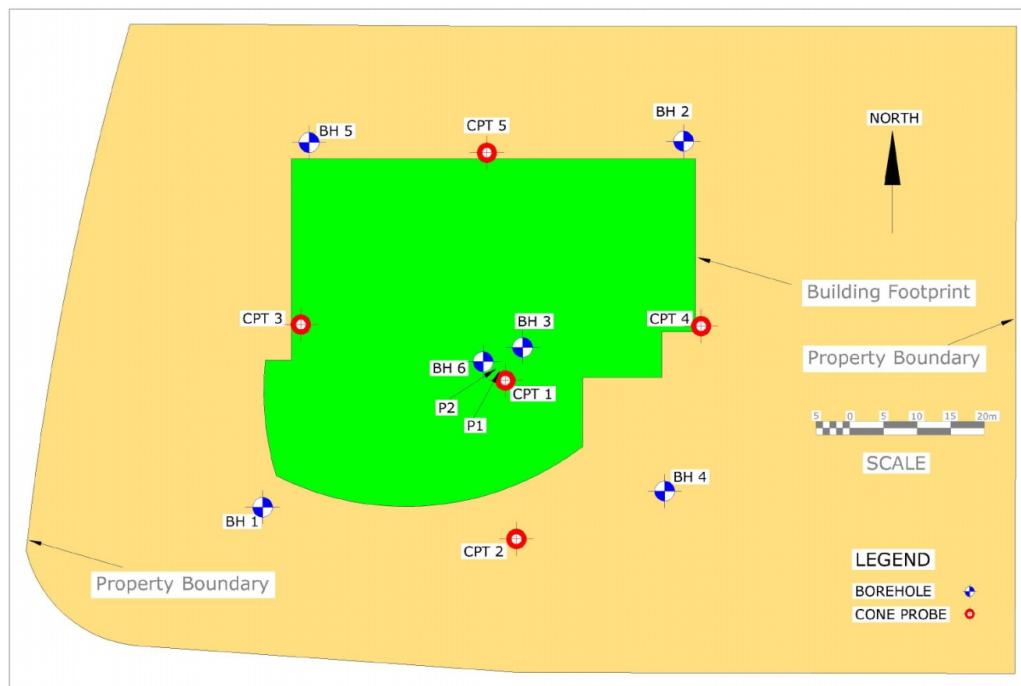 BH 2
CPT 5
BH 5
NORTH
Building Footprint
CPT 3
BH 3
CPT 4
Property Boundary
BH 6
CPT 1
P2
P1
5 0 5 10 15 20m
SCALE
BH 4
BH 1
CPT 2
LEGEND
Property Boundary
BOREHOLE
CONE PROBE